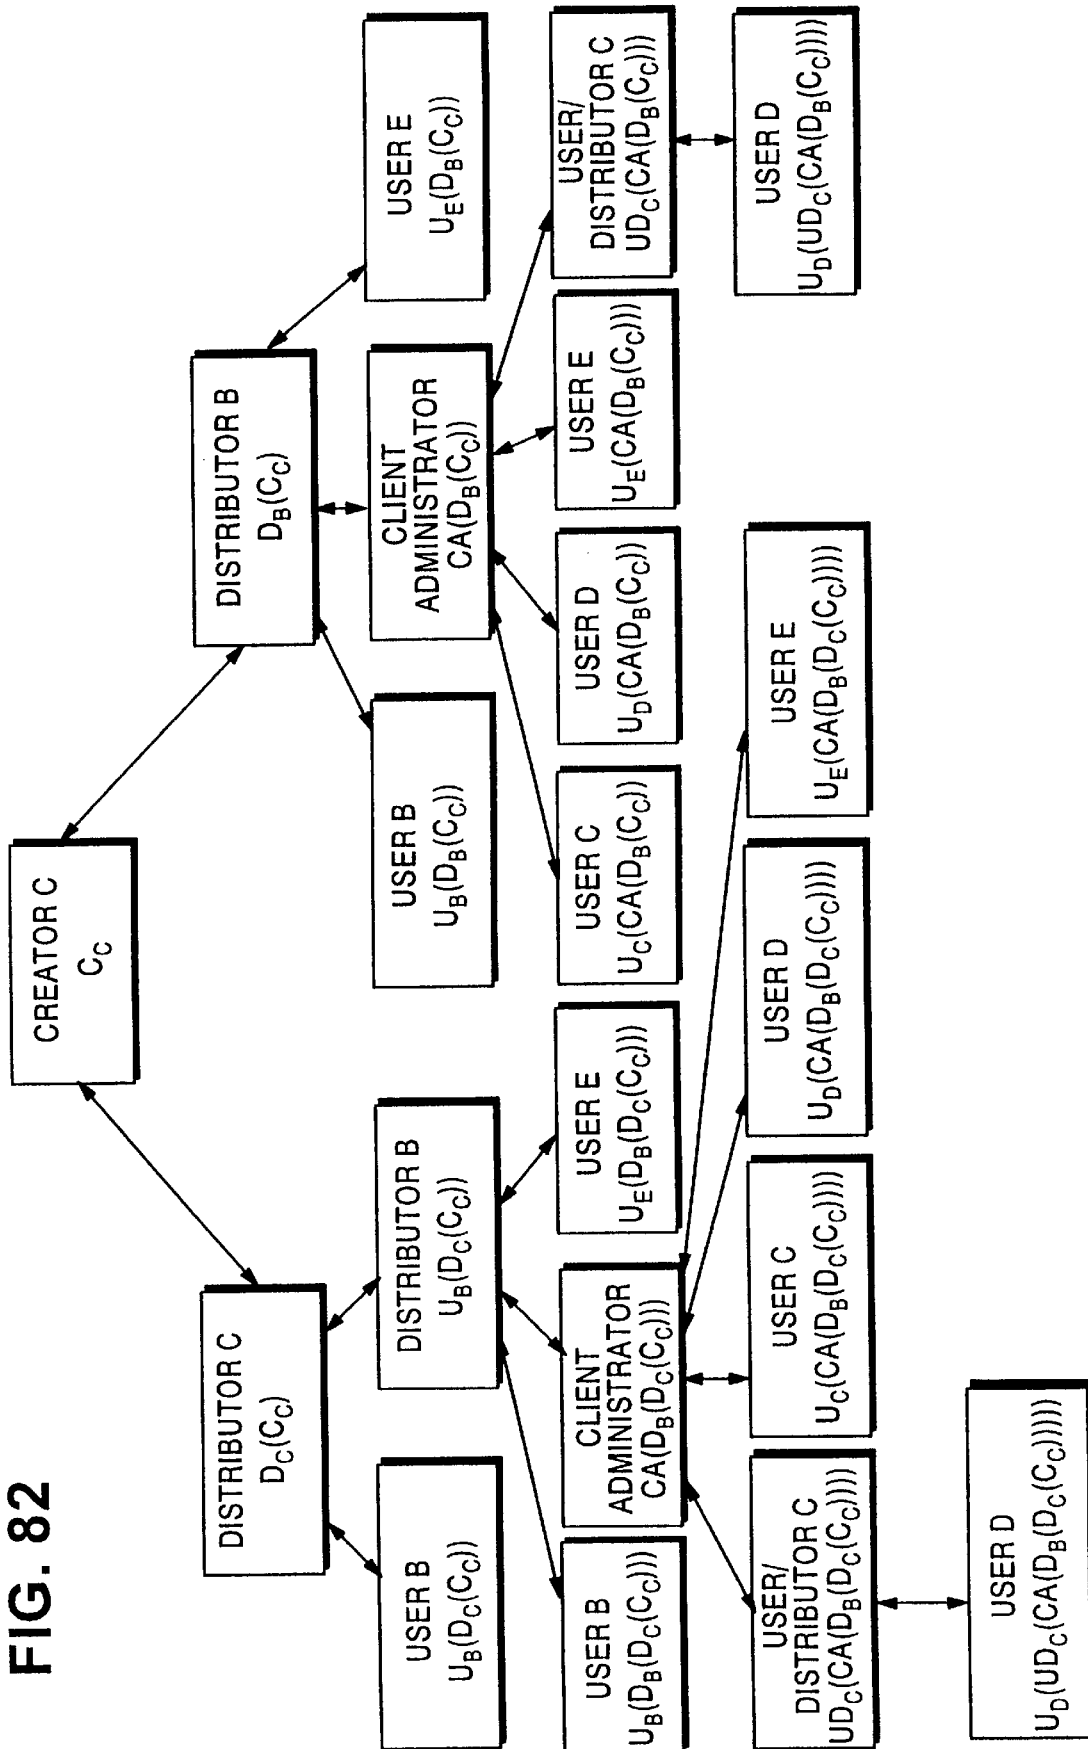 FIG. 82
CREATOR C
C_C
DISTRIBUTOR C
D_C(C_C)
DISTRIBUTOR B
D_B(C_C)
USER B
U_B(D_C(C_C))
DISTRIBUTOR B
U_B(D_C(C_C))
USER B
U_B(D_B(C_C))
CLIENT
ADMINISTRATOR
CA(D_B(C_C))
USER E
U_E(D_B(C_C))
USER B
U_B(D_B(D_C(C_C)))
CLIENT
ADMINISTRATOR
CA(D_B(D_C(C_C)))
USER E
U_E(D_B(D_C(C_C)))
USER C
U_C(CA(D_B(C_C))
USER D
U_D(CA(D_B(C_C))
USER E
U_E(CA(D_B(C_C)))
USER/
DISTRIBUTOR C
UD_C(CA(D_B(C_C)))
USER/
DISTRIBUTOR C
UD_C(CA(D_B(D_C(C_C))))
USER C
U_C(CA(D_B(D_C(C_C))))
USER D
U_D(CA(D_B(D_C(C_C))))
USER E
U_E(CA(D_B(D_C(C_C))))
USER D
U_D(UD_C(CA(D_B(C_C))))
USER D
U_D(UD_C(CA(D_B(D_C(C_C)))))